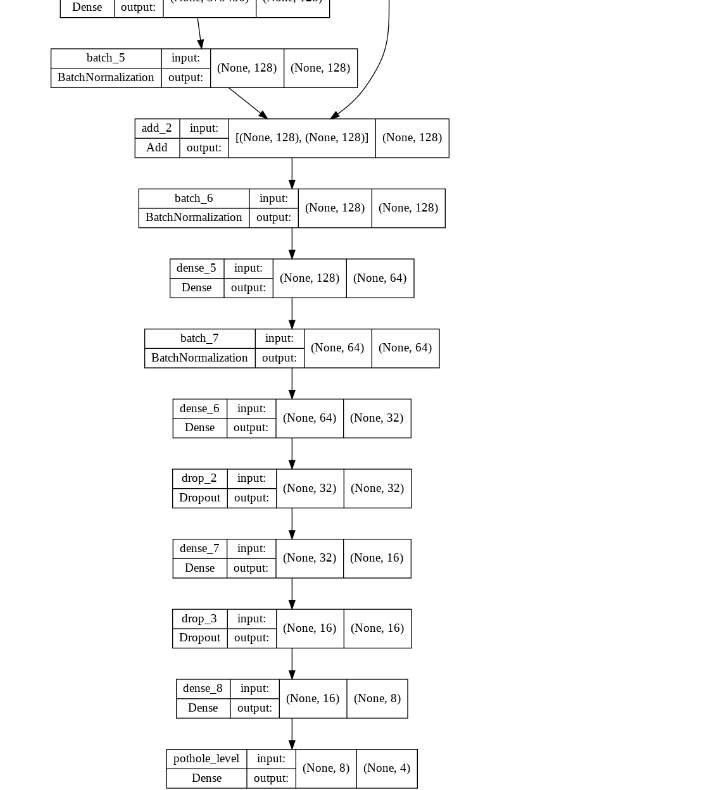 Dense output:
batch_5 input: (None, 128) (None, 128)
BatchNormalization output:
add_2 input: [(None, 128), (None, 128)] (None, 128)
Add output:
batch_6 input: (None, 128) (None, 128)
BatchNormalization output:
dense_5 input: (None, 128) (None, 64)
Dense output:
batch_7 input: (None, 64) (None, 64)
BatchNormalization output:
dense_6 input: (None, 64) (None, 32)
Dense output:
drop_2 input: (None, 32) (None, 32)
Dropout output:
dense_7 input: (None, 32) (None, 16)
Dense output:
drop_3 input: (None, 16) (None, 16)
Dropout output:
dense_8 input: (None, 16) (None, 8)
Dense output:
pothole_level input: (None, 8) (None, 4)
Dense output: